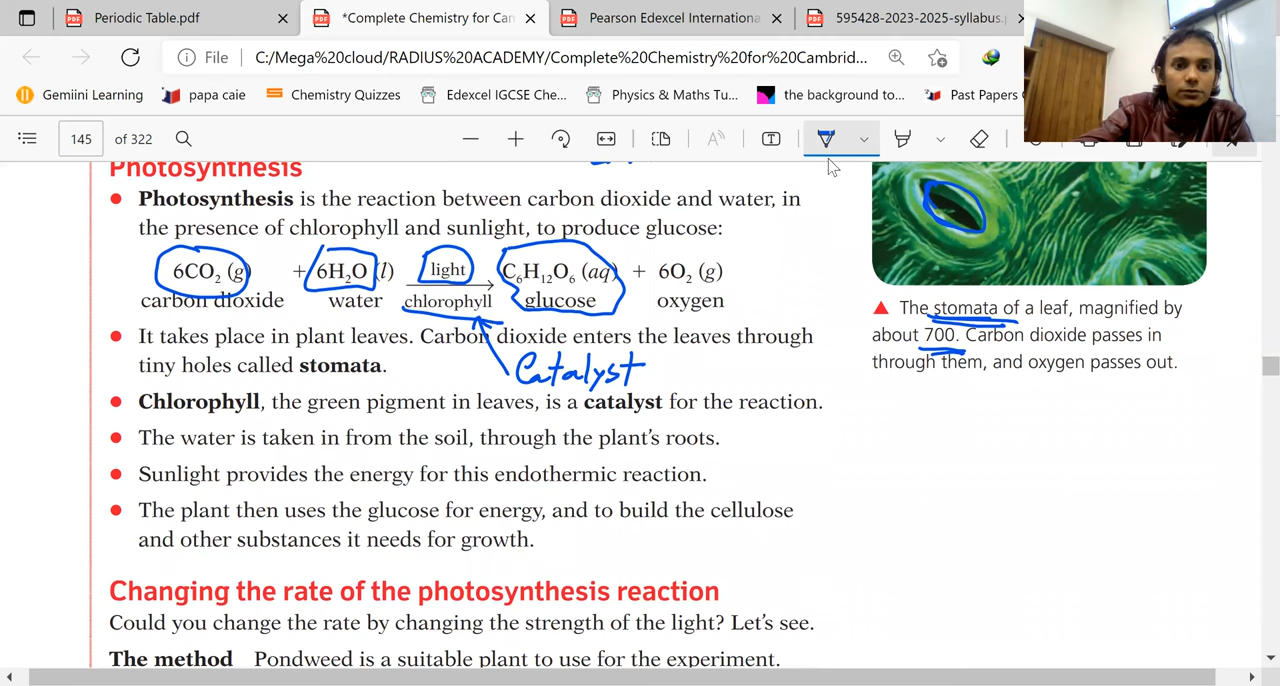 Periodic Table.pdf
*Complete Chemistry for Can
Pearson Edexcel Internationa
595428-2023-2025-syllabus.
File
C:/Mega%20cloud/RADIUS%20ACADEMY/Complete%20Chemistry%20for%20Cambrid...
Gemiini Learning
papa caie
Chemistry Quizzes
Edexcel IGCSE Che...
Physics & Maths Tu...
the background to...
Past Papers
145 of 322
Photosynthesis
• Photosynthesis is the reaction between carbon dioxide and water, in
the presence of chlorophyll and sunlight, to produce glucose:
6CO₂ (g) + 6H₂O (l) light C₆H₁₂O₆ (aq) + 6O₂ (g)
carbon dioxide water chlorophyll glucose oxygen
• It takes place in plant leaves. Carbon dioxide enters the leaves through
tiny holes called stomata.
Catalyst
• Chlorophyll, the green pigment in leaves, is a catalyst for the reaction.
• The water is taken in from the soil, through the plant's roots.
• Sunlight provides the energy for this endothermic reaction.
• The plant then uses the glucose for energy, and to build the cellulose
and other substances it needs for growth.
Changing the rate of the photosynthesis reaction
Could you change the rate by changing the strength of the light? Let's see.
The method Pondweed is a suitable plant to use for the experiment.
▲ The stomata of a leaf, magnified by
about 700. Carbon dioxide passes in
through them, and oxygen passes out.